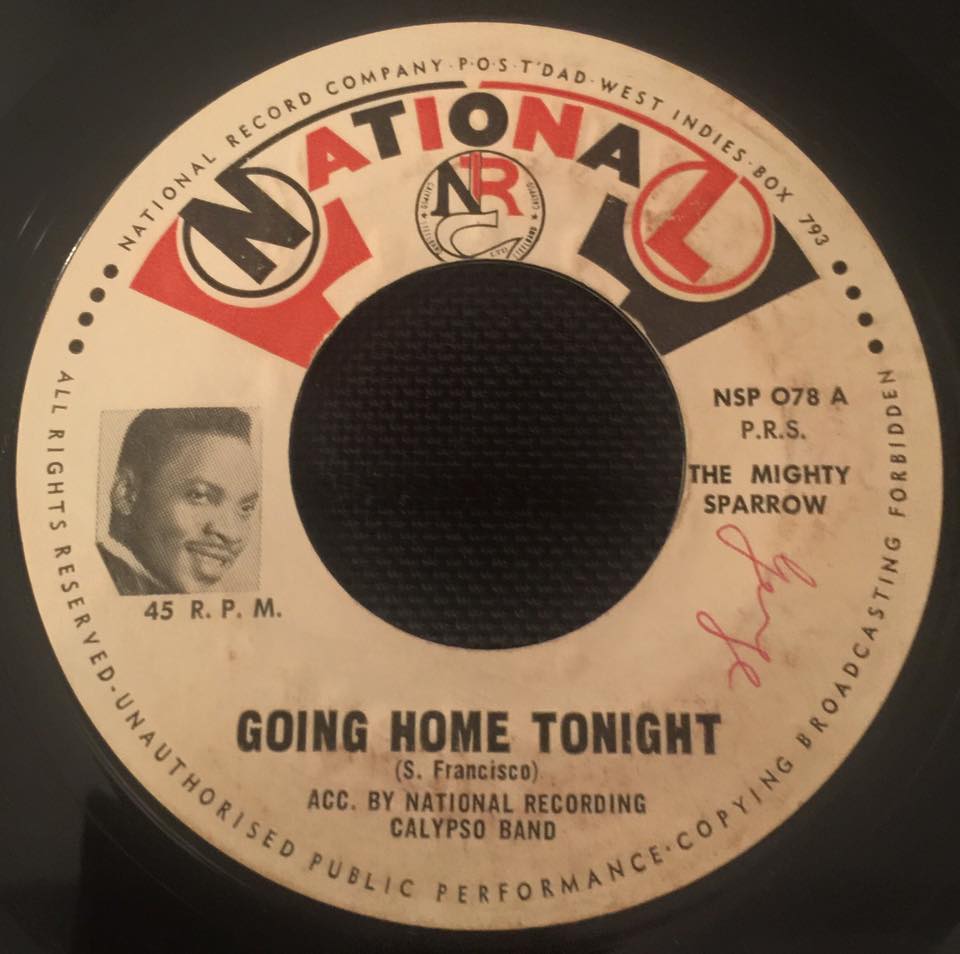 NATIONAL RECORD COMPANY·P·O·S·T'DAD·WEST INDIES·BOX 793
NATIONAL
NR
NSP O78 A
P.R.S.
THE MIGHTY
SPARROW
45 R. P. M.
GOING HOME TONIGHT
(S. Francisco)
ACC. BY NATIONAL RECORDING
CALYPSO BAND
ALL RIGHTS RESERVED·UNAUTHORISED PUBLIC PERFORMANCE·COPYING BROADCASTING FORBIDDEN